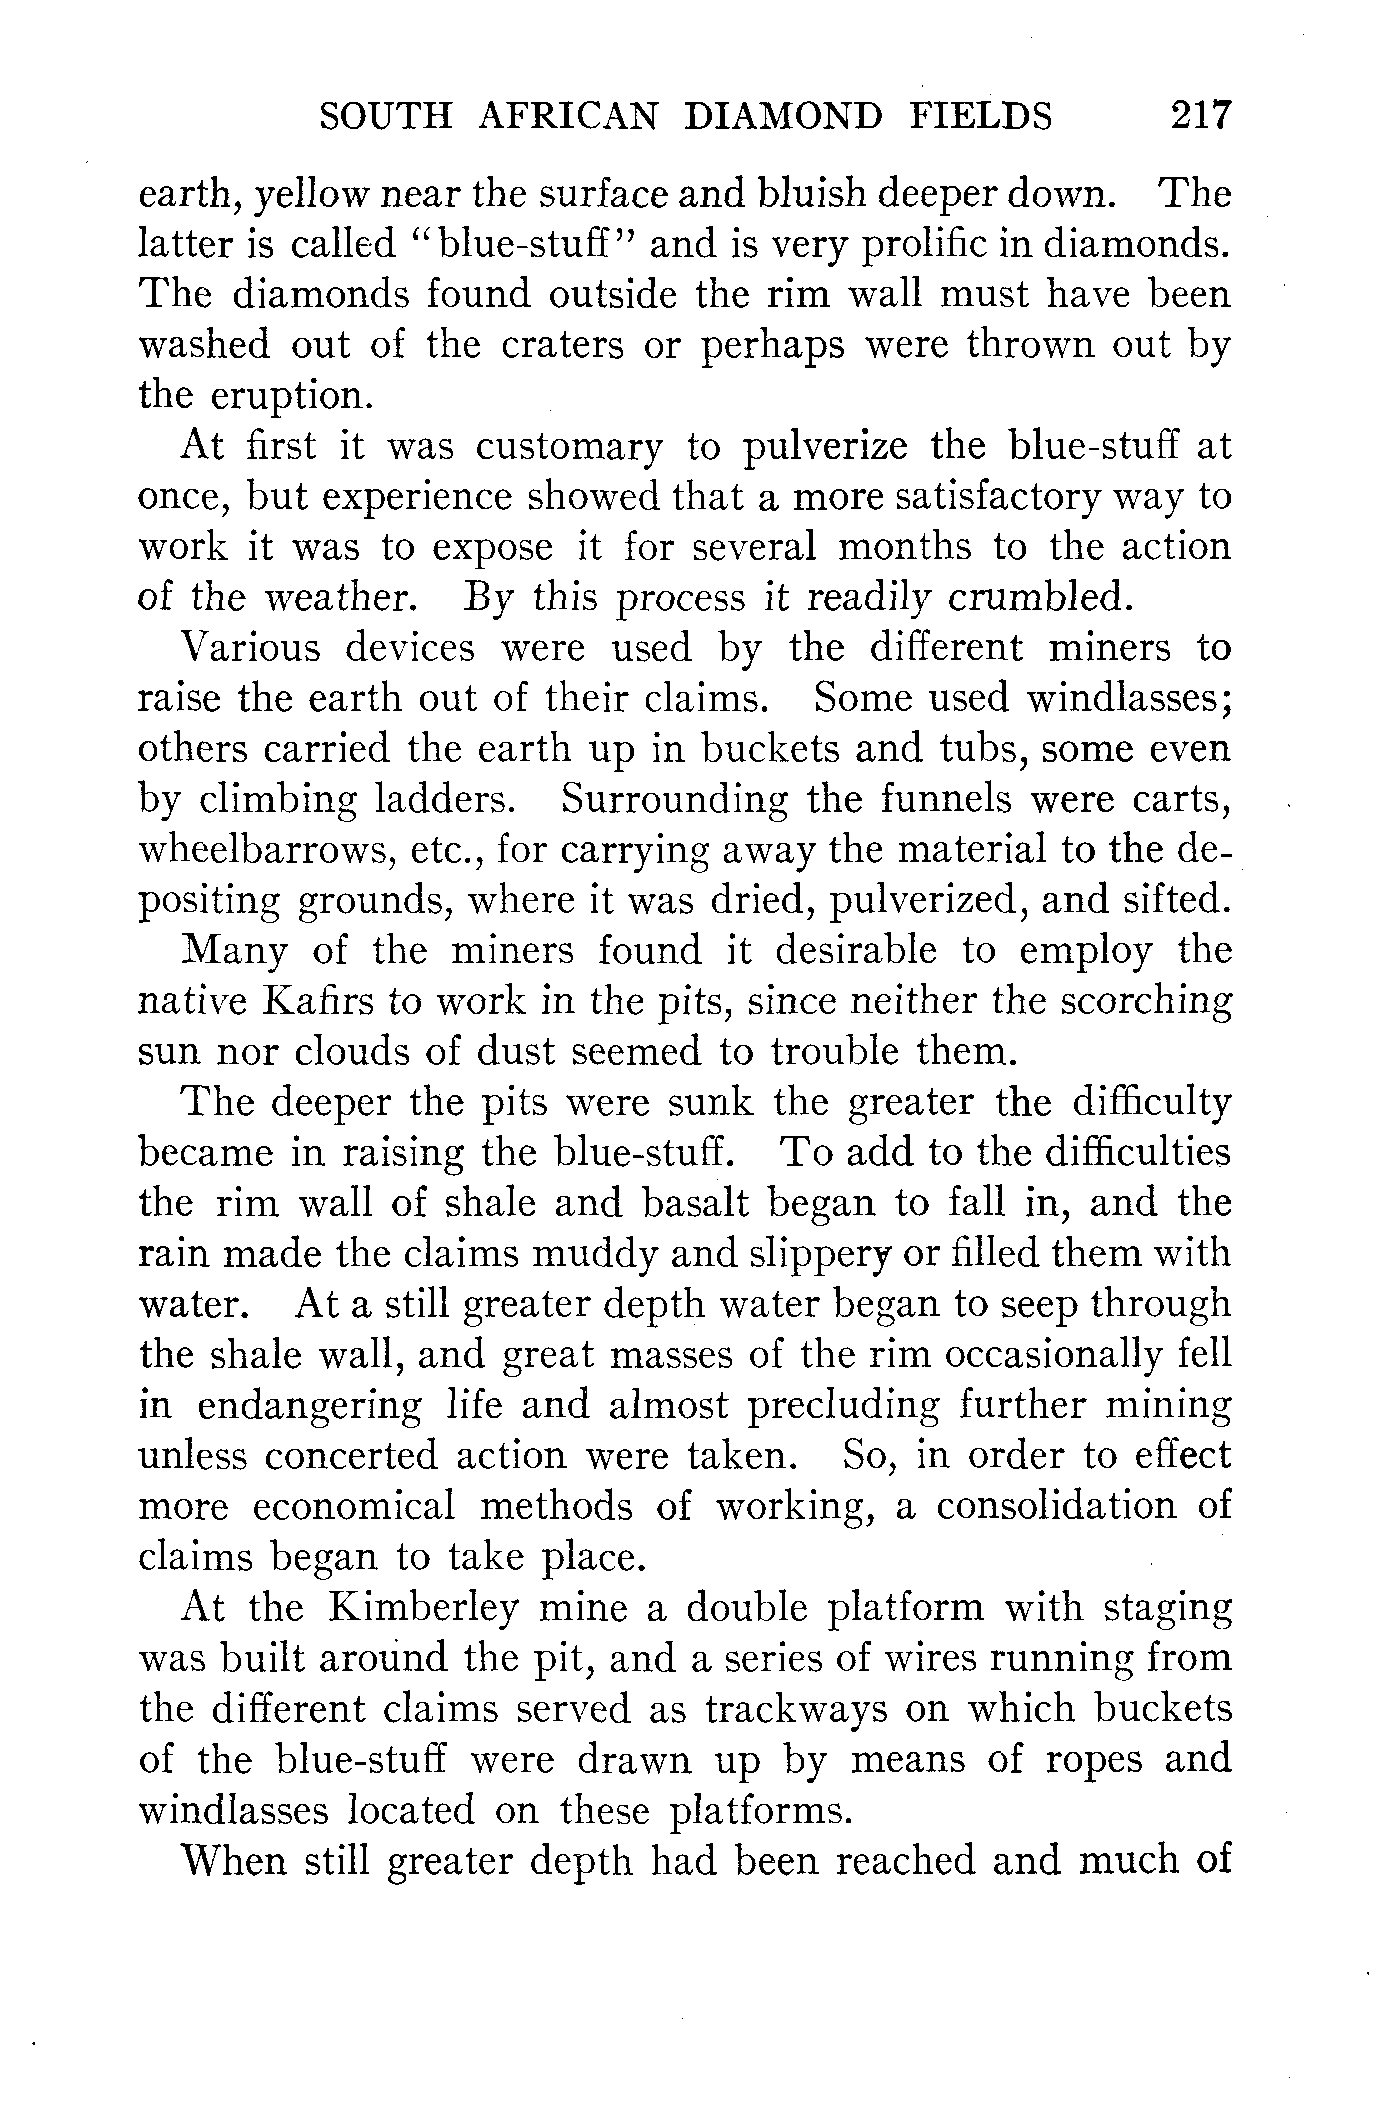 SOUTH AFRICAN DIAMOND FIELDS 217
earth, yellow near the surface and bluish deeper down. The
latter is called "blue-stuff" and is very prolific in diamonds.
The diamonds found outside the rim wall must have been
washed out of the craters or perhaps were thrown out by
the eruption.
At first it was customary to pulverize the blue-stuff at
once, but experience showed that a more satisfactory way to
work it was to expose it for several months to the action
of the weather. By this process it readily crumbled.
Various devices were used by the different miners to
raise the earth out of their claims. Some used windlasses;
others carried the earth up in buckets and tubs, some even
by climbing ladders. Surrounding the funnels were carts,
wheelbarrows, etc., for carrying away the material to the de-
positing grounds, where it was dried, pulverized, and sifted.
Many of the miners found it desirable to employ the
native Kafirs to work in the pits, since neither the scorching
sun nor clouds of dust seemed to trouble them.
The deeper the pits were sunk the greater the difficulty
became in raising the blue-stuff. To add to the difficulties
the rim wall of shale and basalt began to fall in, and the
rain made the claims muddy and slippery or filled them with
water. At a still greater depth water began to seep through
the shale wall, and great masses of the rim occasionally fell
in endangering life and almost precluding further mining
unless concerted action were taken. So, in order to effect
more economical methods of working, a consolidation of
claims began to take place.
At the Kimberley mine a double platform with staging
was built around the pit, and a series of wires running from
the different claims served as trackways on which buckets
of the blue-stuff were drawn up by means of ropes and
windlasses located on these platforms.
When still greater depth had been reached and much of